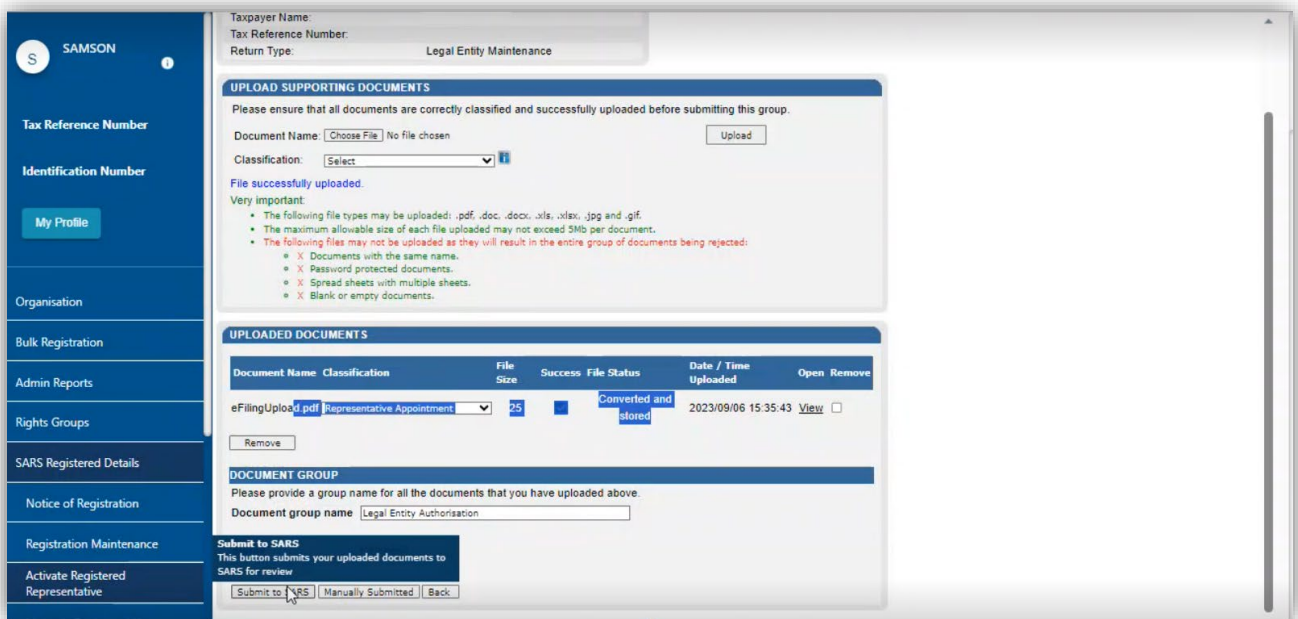 S
SAMSON
i
Tax Reference Number
Identification Number
My Profile
Organisation
Bulk Registration
Admin Reports
Rights Groups
SARS Registered Details
Notice of Registration
Registration Maintenance
Activate Registered
Representative
Taxpayer Name:
Tax Reference Number:
Return Type: Legal Entity Maintenance
UPLOAD SUPPORTING DOCUMENTS
Please ensure that all documents are correctly classified and successfully uploaded before submitting this group.
Document Name: Choose File No file chosen Upload
Classification: Select i
File successfully uploaded.
Very important:
• The following file types may be uploaded: .pdf, .doc, .docx, .xls, .xlsx, .jpg and .gif.
• The maximum allowable size of each file uploaded may not exceed 5Mb per document.
• The following files may not be uploaded as they will result in the entire group of documents being rejected:
X Documents with the same name.
X Password protected documents.
X Spread sheets with multiple sheets.
X Blank or empty documents.
UPLOADED DOCUMENTS
Document Name Classification File Size Success File Status Date / Time Uploaded Open Remove
eFilingUpload.pdf Representative Appointment 25 Converted and stored 2023/09/06 15:35:43 View
Remove
DOCUMENT GROUP
Please provide a group name for all the documents that you have uploaded above.
Document group name Legal Entity Authorisation
Submit to SARS
This button submits your uploaded documents to
SARS for review
Submit to SARS Manually Submitted Back